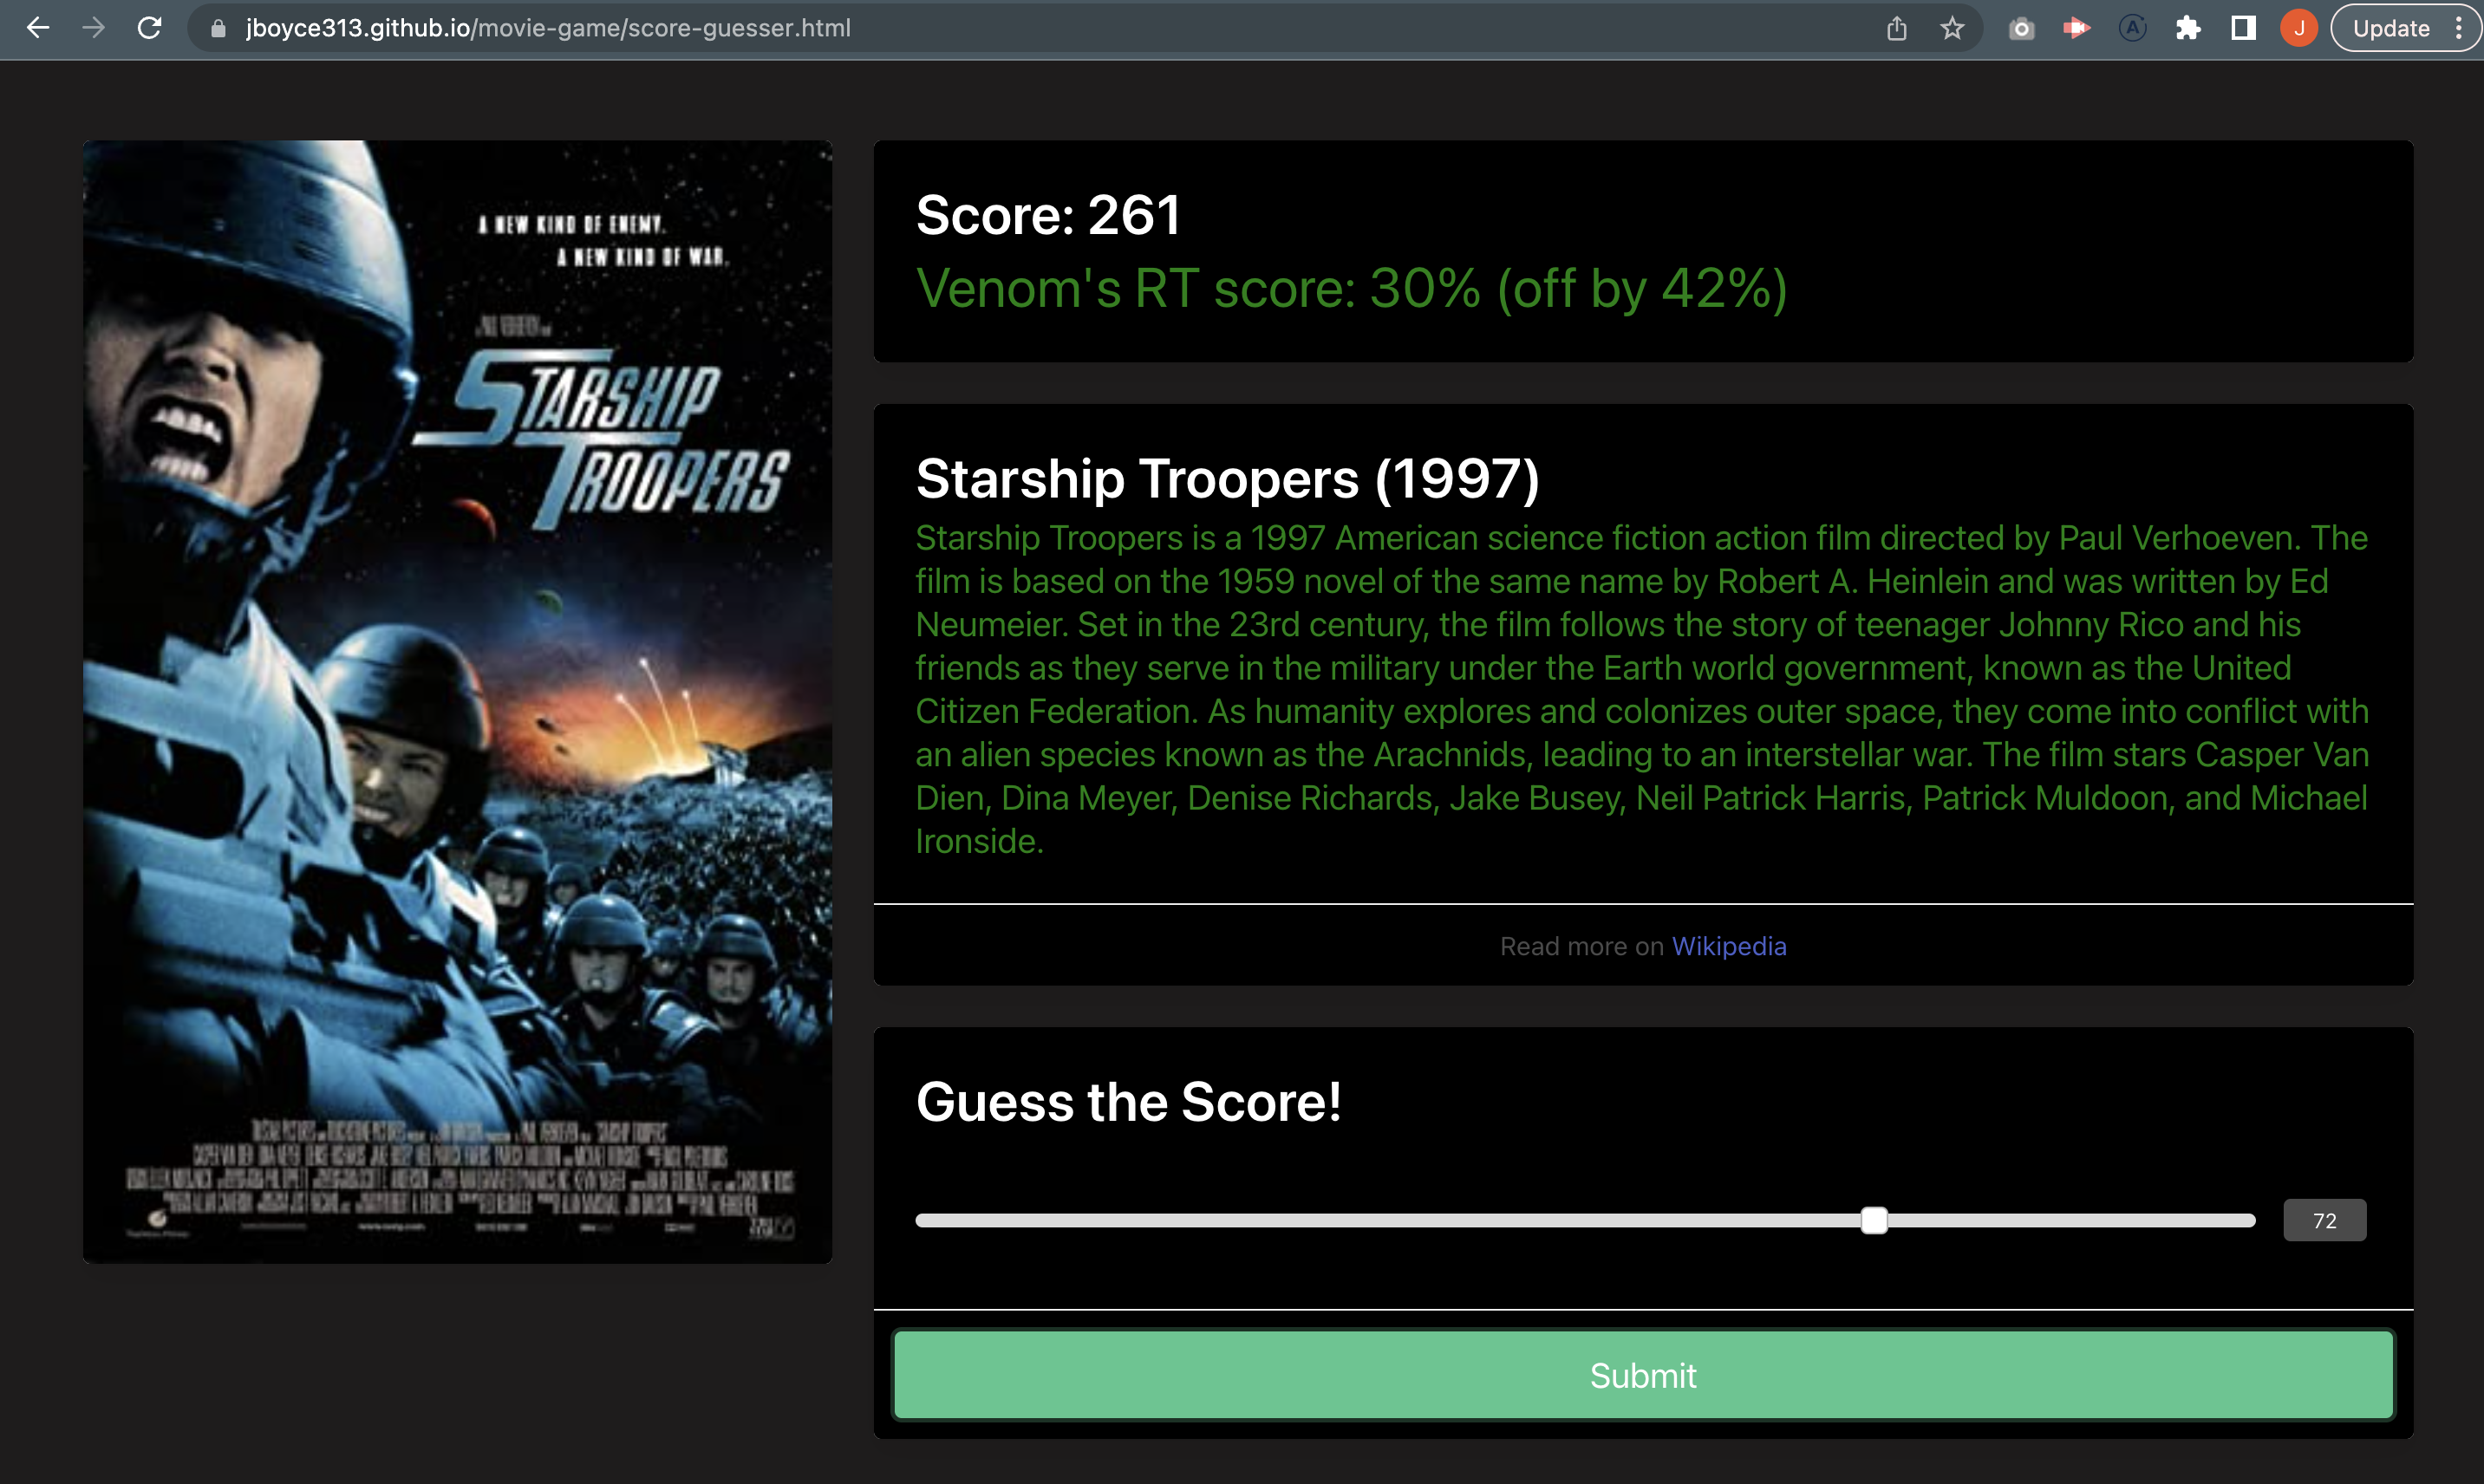 jboyce313.github.io/movie-game/score-guesser.html
A
J
Update
A NEW KIND OF ENEMY.
A NEW KIND OF WAR.
STARSHIP
TROOPERS
Score: 261
Venom's RT score: 30% (off by 42%)
Starship Troopers (1997)
Starship Troopers is a 1997 American science fiction action film directed by Paul Verhoeven. The
film is based on the 1959 novel of the same name by Robert A. Heinlein and was written by Ed
Neumeier. Set in the 23rd century, the film follows the story of teenager Johnny Rico and his
friends as they serve in the military under the Earth world government, known as the United
Citizen Federation. As humanity explores and colonizes outer space, they come into conflict with
an alien species known as the Arachnids, leading to an interstellar war. The film stars Casper Van
Dien, Dina Meyer, Denise Richards, Jake Busey, Neil Patrick Harris, Patrick Muldoon, and Michael
Ironside.
Read more on Wikipedia
Guess the Score!
72
Submit